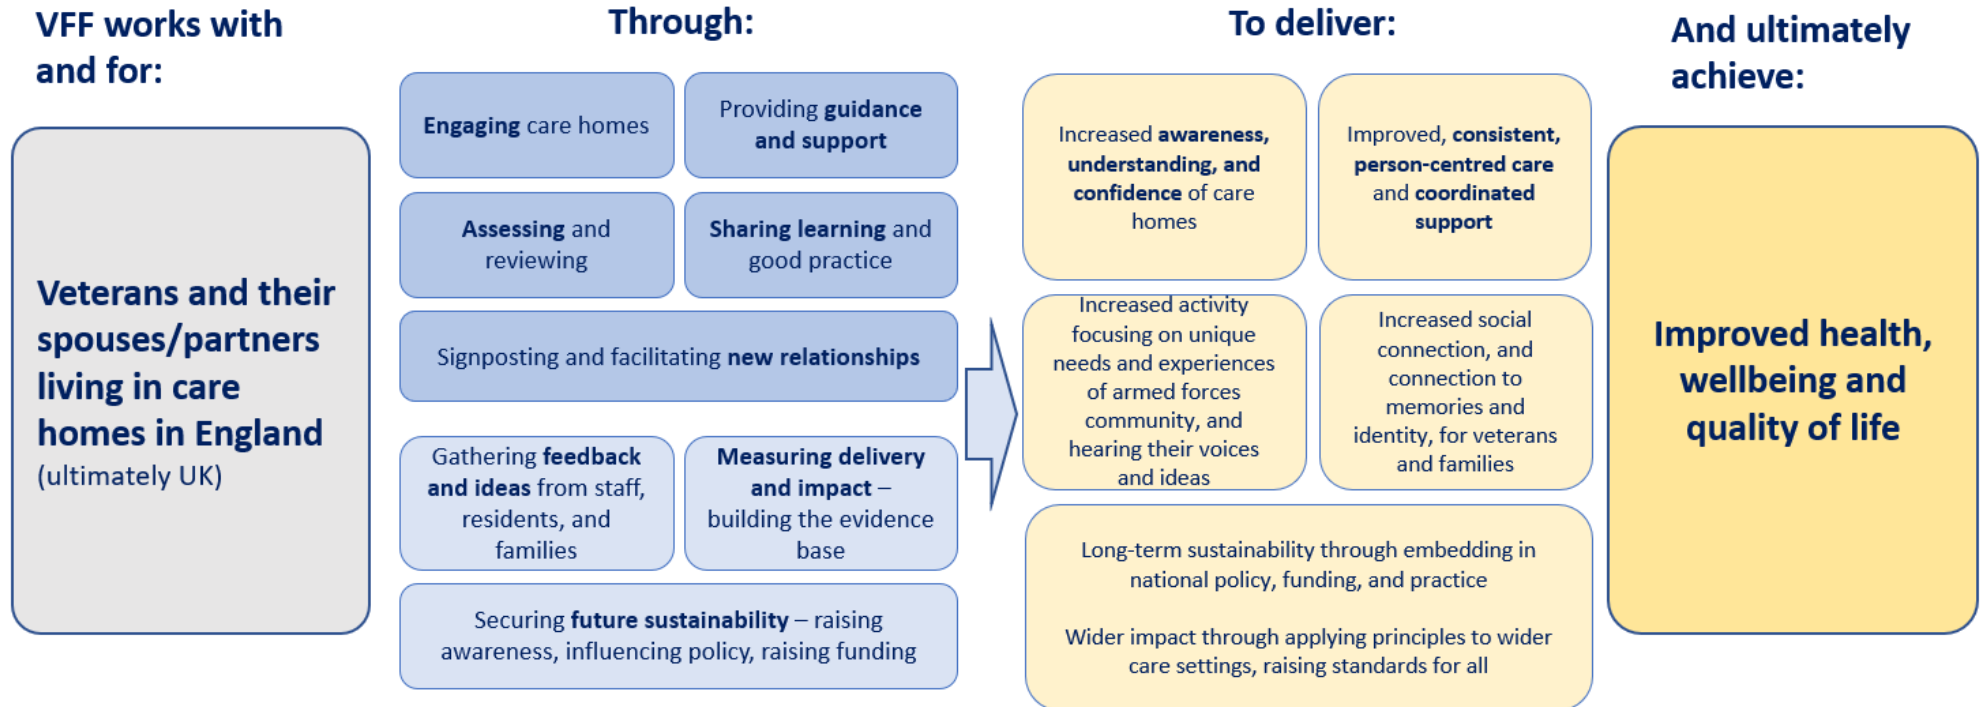 VFF works with
and for:
Veterans and their
spouses/partners
living in care
homes in England
(ultimately UK)
Through:
Engaging care homes
Providing guidance
and support
Assessing and
reviewing
Sharing learning and
good practice
Signposting and facilitating new relationships
Gathering feedback
and ideas from staff,
residents, and
families
Measuring delivery
and impact –
building the evidence
base
Securing future sustainability – raising
awareness, influencing policy, raising funding
To deliver:
Increased awareness,
understanding, and
confidence of care
homes
Improved, consistent,
person-centred care
and coordinated
support
Increased activity
focusing on unique
needs and experiences
of armed forces
community, and
hearing their voices
and ideas
Increased social
connection, and
connection to
memories and
identity, for veterans
and families
Long-term sustainability through embedding in
national policy, funding, and practice
Wider impact through applying principles to wider
care settings, raising standards for all
And ultimately
achieve:
Improved health,
wellbeing and
quality of life